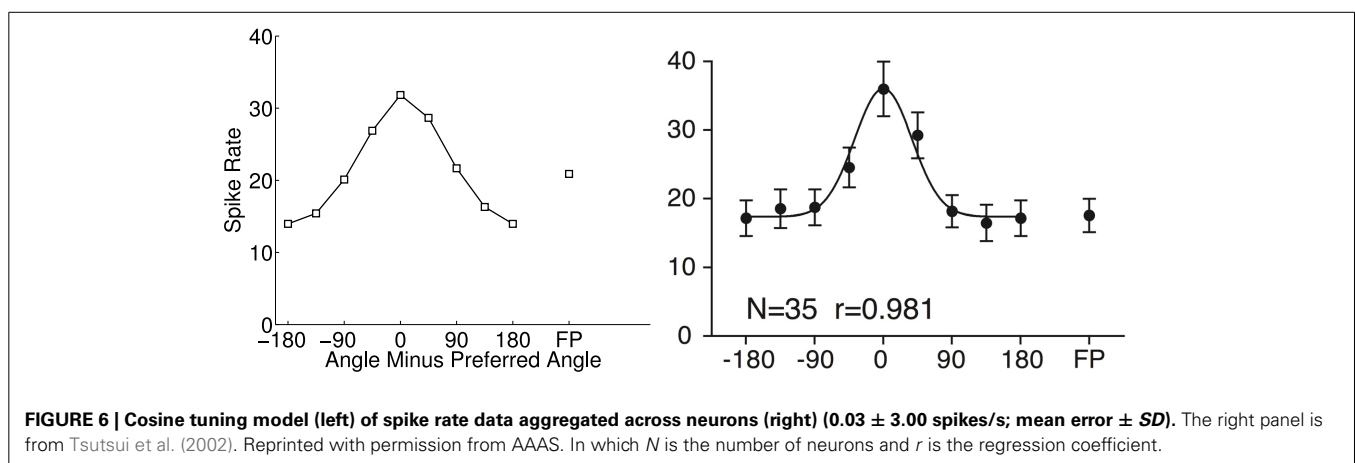 40
30
20
10
0
Spike Rate
−180 −90 0 90 180 FP
Angle Minus Preferred Angle
40
30
20
10
0
N=35 r=0.981
-180 -90 0 90 180 FP
FIGURE 6 | Cosine tuning model (left) of spike rate data aggregated across neurons (right) (0.03 ± 3.00 spikes/s; mean error ± SD). The right panel is
from Tsutsui et al. (2002). Reprinted with permission from AAAS. In which N is the number of neurons and r is the regression coefficient.